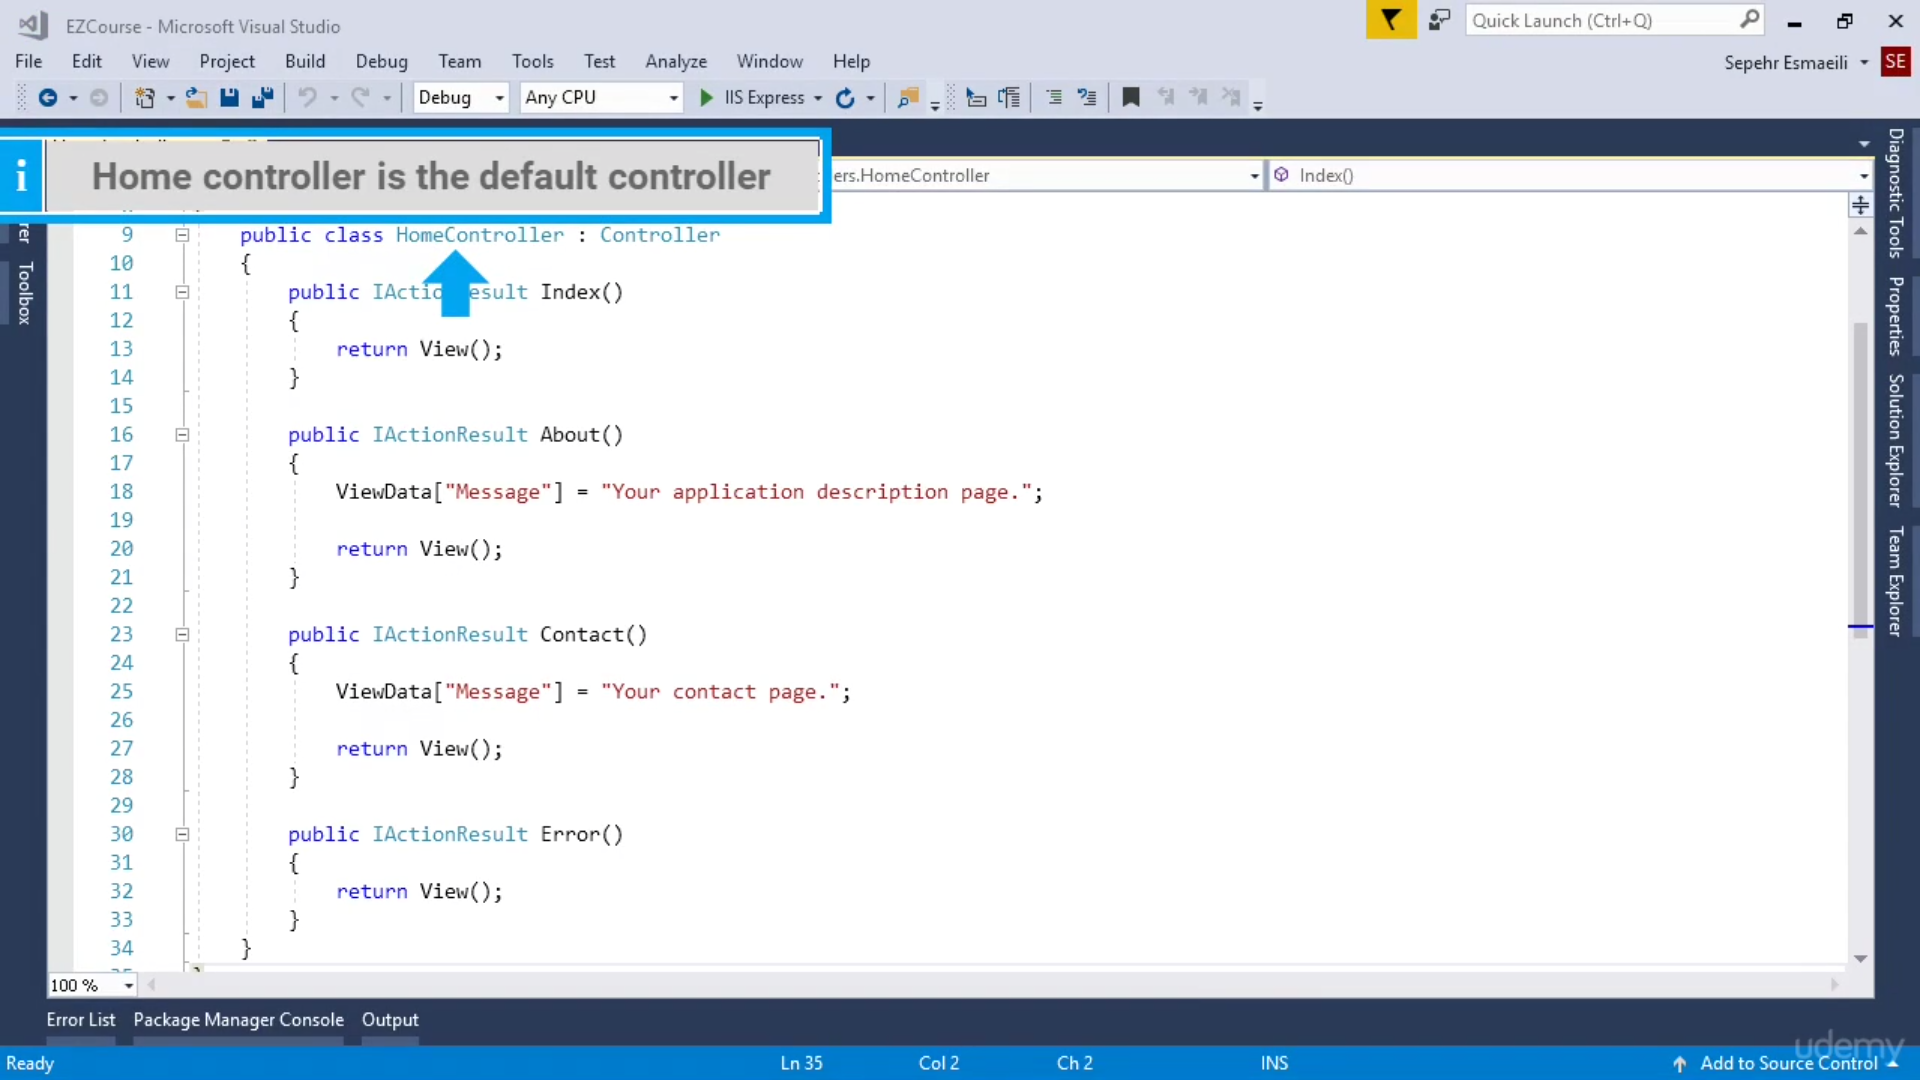 EZCourse - Microsoft Visual Studio
Quick Launch (Ctrl+Q)
File Edit View Project Build Debug Team Tools Test Analyze Window Help
Sepehr Esmaeili SE
Debug Any CPU IIS Express
i Home controller is the default controller
ers.HomeController Index()
9 public class HomeController : Controller
10 {
11 public IActionResult Index()
12 {
13 return View();
14 }
15
16 public IActionResult About()
17 {
18 ViewData["Message"] = "Your application description page.";
19
20 return View();
21 }
22
23 public IActionResult Contact()
24 {
25 ViewData["Message"] = "Your contact page.";
26
27 return View();
28 }
29
30 public IActionResult Error()
31 {
32 return View();
33 }
34 }
Toolbox
Diagnostic Tools
Properties
Solution Explorer
Team Explorer
100 %
Error List Package Manager Console Output
Ready Ln 35 Col 2 Ch 2 INS Add to Source Control
udemy